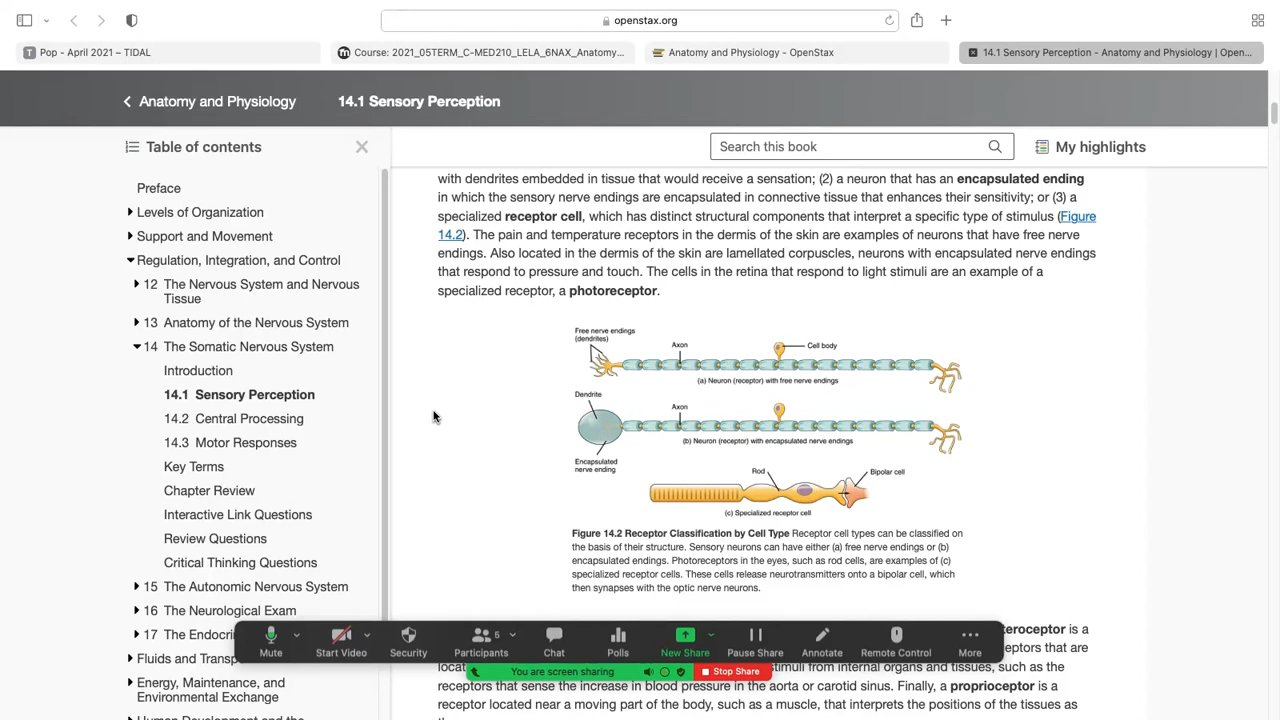 openstax.org
Pop - April 2021 – TIDAL
Course: 2021_05TERM_C-MED210_LELA_6NAX_Anatomy...
Anatomy and Physiology - OpenStax
14.1 Sensory Perception - Anatomy and Physiology | Open...
Anatomy and Physiology
14.1 Sensory Perception
Table of contents
Search this book
My highlights
Preface
Levels of Organization
Support and Movement
Regulation, Integration, and Control
12 The Nervous System and Nervous
Tissue
13 Anatomy of the Nervous System
14 The Somatic Nervous System
Introduction
14.1 Sensory Perception
14.2 Central Processing
14.3 Motor Responses
Key Terms
Chapter Review
Interactive Link Questions
Review Questions
Critical Thinking Questions
15 The Autonomic Nervous System
16 The Neurological Exam
17 The Endocri
Fluids and Transp
Energy, Maintenance, and
Environmental Exchange
Human Development and the
with dendrites embedded in tissue that would receive a sensation; (2) a neuron that has an encapsulated ending
in which the sensory nerve endings are encapsulated in connective tissue that enhances their sensitivity; or (3) a
specialized receptor cell, which has distinct structural components that interpret a specific type of stimulus (Figure
14.2). The pain and temperature receptors in the dermis of the skin are examples of neurons that have free nerve
endings. Also located in the dermis of the skin are lamellated corpuscles, neurons with encapsulated nerve endings
that respond to pressure and touch. The cells in the retina that respond to light stimuli are an example of a
specialized receptor, a photoreceptor.
Free nerve endings
(dendrites)
Axon
Cell body
(a) Neuron (receptor) with free nerve endings
Dendrite
Axon
(b) Neuron (receptor) with encapsulated nerve endings
Encapsulated
nerve ending
Rod
Bipolar cell
(c) Specialized receptor cell
Figure 14.2 Receptor Classification by Cell Type Receptor cell types can be classified on
the basis of their structure. Sensory neurons can have either (a) free nerve endings or (b)
encapsulated endings. Photoreceptors in the eyes, such as rod cells, are examples of (c)
specialized receptor cells. These cells release neurotransmitters onto a bipolar cell, which
then synapses with the optic nerve neurons.
teroceptor is a
eptors that are
locat
stimuli from internal organs and tissues, such as the
receptors that sense the increase in blood pressure in the aorta or carotid sinus. Finally, a proprioceptor is a
receptor located near a moving part of the body, such as a muscle, that interprets the positions of the tissues as
Mute
Start Video
Security
5
Participants
Chat
Polls
New Share
Pause Share
Annotate
Remote Control
More
You are screen sharing
Stop Share